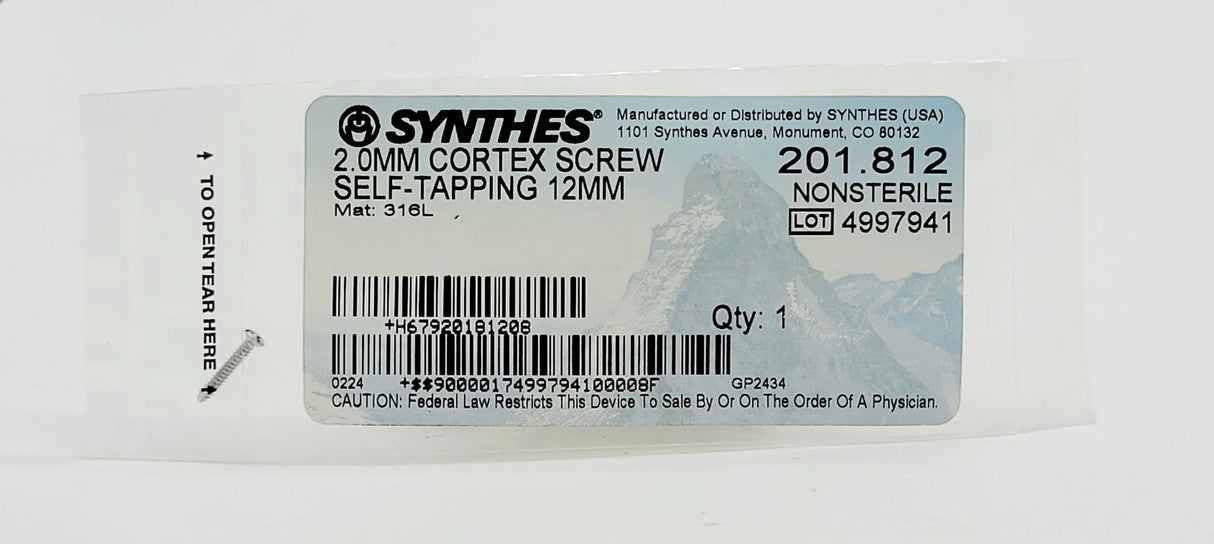 TO OPEN TEAR HERE
SYNTHES®
Manufactured or Distributed by SYNTHES (USA)
1101 Synthes Avenue, Monument, CO 80132
2.0MM CORTEX SCREW
SELF-TAPPING 12MM
Mat: 316L
201.812
NONSTERILE
LOT 4997941
+H67920181208
Qty: 1
0224 +$$90000174997994100008F GP2434
CAUTION: Federal Law Restricts This Device To Sale By Or On The Order Of A Physician.